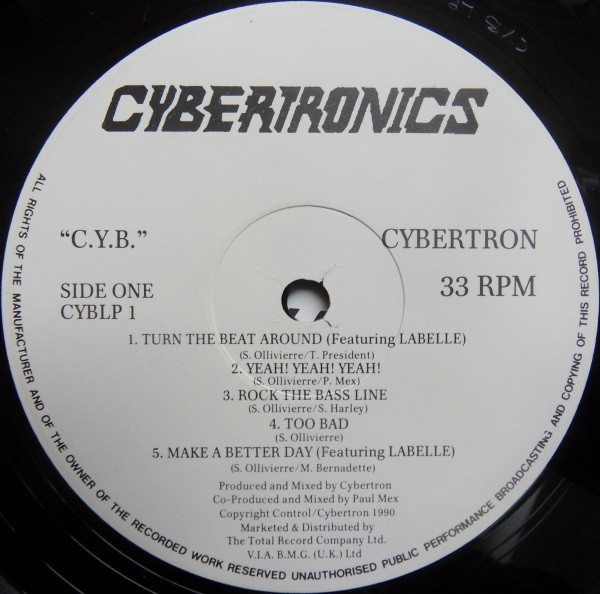 CYB LP
CYBERTRONICS
"C.Y.B."
CYBERTRON
SIDE ONE
CYBLP 1
33 RPM
1. TURN THE BEAT AROUND (Featuring LABELLE)
(S. Ollivierre/T. President)
2. YEAH! YEAH! YEAH!
(S. Ollivierre/P. Mex)
3. ROCK THE BASS LINE
(S. Ollivierre/S. Harley)
4. TOO BAD
(S. Ollivierre)
5. MAKE A BETTER DAY (Featuring LABELLE)
(S. Ollivierre/M. Bernadette)
Produced and Mixed by Cybertron
Co-Produced and Mixed by Paul Mex
Copyright Control/Cybertron 1990
Marketed & Distributed by
The Total Record Company Ltd.
V.I.A. B.M.G. (U.K.) Ltd
ALL RIGHTS OF THE MANUFACTURER AND OF THE OWNER OF THE RECORDED WORK RESERVED UNAUTHORISED PUBLIC PERFORMANCE BROADCASTING AND COPYING OF THIS RECORD PROHIBITED